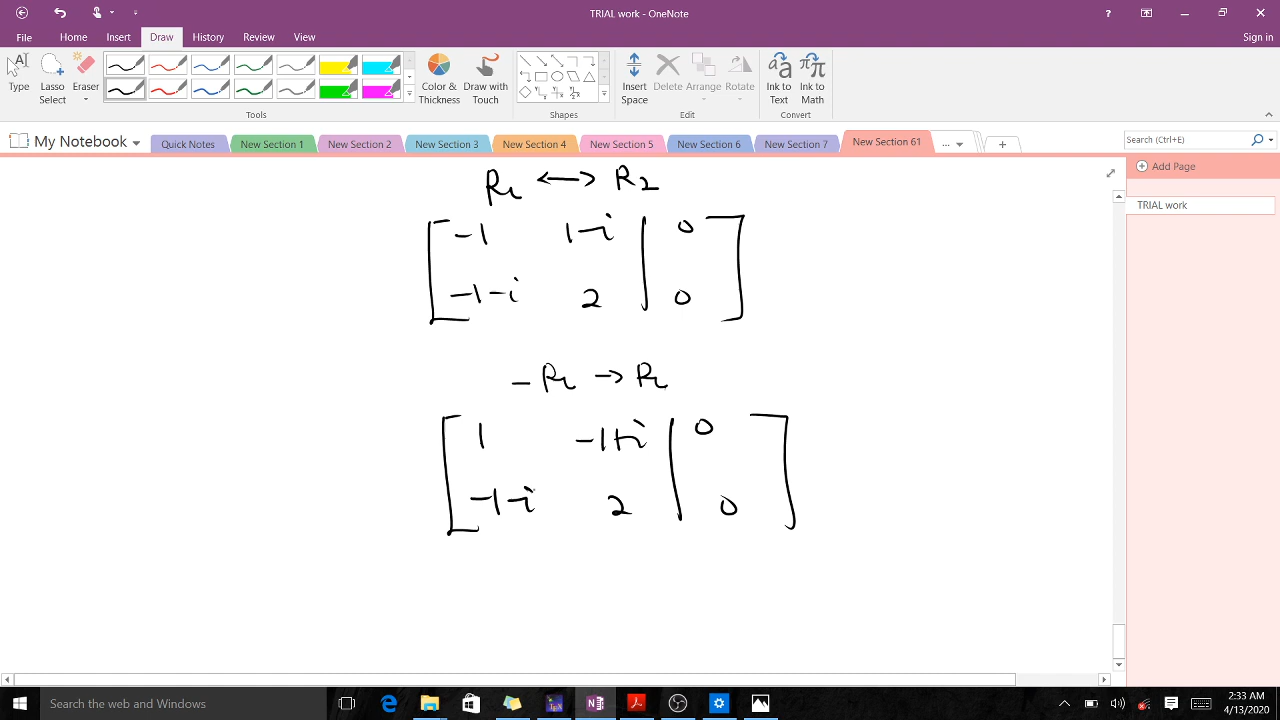 TRIAL work - OneNote
File Home Insert Draw History Review View Sign in
Type Lasso Select Eraser Color & Thickness Draw with Touch Insert Space Delete Arrange Rotate Ink to Text Ink to Math
Tools Shapes Edit Convert
My Notebook Quick Notes New Section 1 New Section 2 New Section 3 New Section 4 New Section 5 New Section 6 New Section 7 New Section 61 ... Search (Ctrl+E)
Add Page
TRIAL work
R1 ↔ R2
-1 1-i | 0
-1-i 2 | 0
-R1 → R1
1 -1+i | 0
-1-i 2 | 0
Search the web and Windows
2:33 AM
4/13/2020